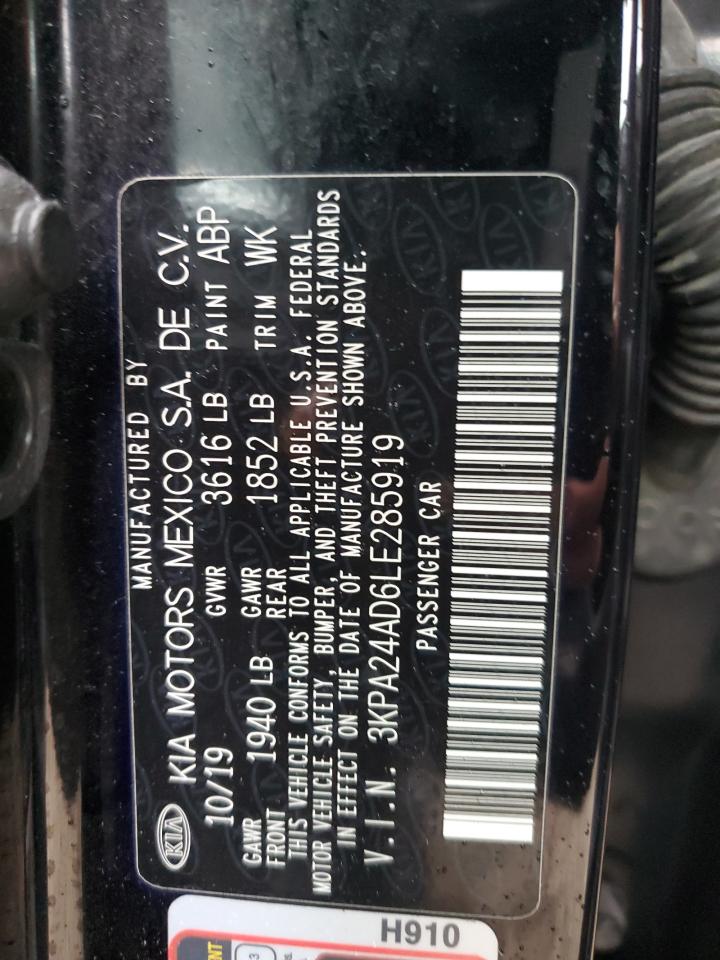 MANUFACTURED BY
KIA KIA MOTORS MEXICO S.A. DE C.V.
10/19 GVWR 3616 LB PAINT ABP
GAWR FRONT 1940 LB GAWR REAR 1852 LB TRIM WK
THIS VEHICLE CONFORMS TO ALL APPLICABLE U.S.A. FEDERAL
MOTOR VEHICLE SAFETY, BUMPER, AND THEFT PREVENTION STANDARDS
IN EFFECT ON THE DATE OF MANUFACTURE SHOWN ABOVE.
V.I.N. 3KPA24AD6LE285919
PASSENGER CAR
H910